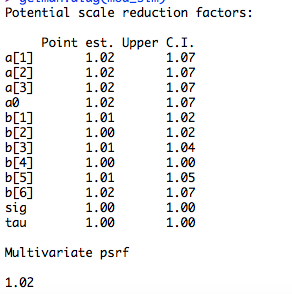 Potential scale reduction factors:
Point est. Upper C.I.
a[1] 1.02 1.07
a[2] 1.02 1.07
a[3] 1.02 1.07
a0 1.02 1.07
b[1] 1.01 1.02
b[2] 1.00 1.02
b[3] 1.01 1.04
b[4] 1.00 1.00
b[5] 1.01 1.05
b[6] 1.02 1.07
sig 1.00 1.00
tau 1.00 1.00
Multivariate psrf
1.02